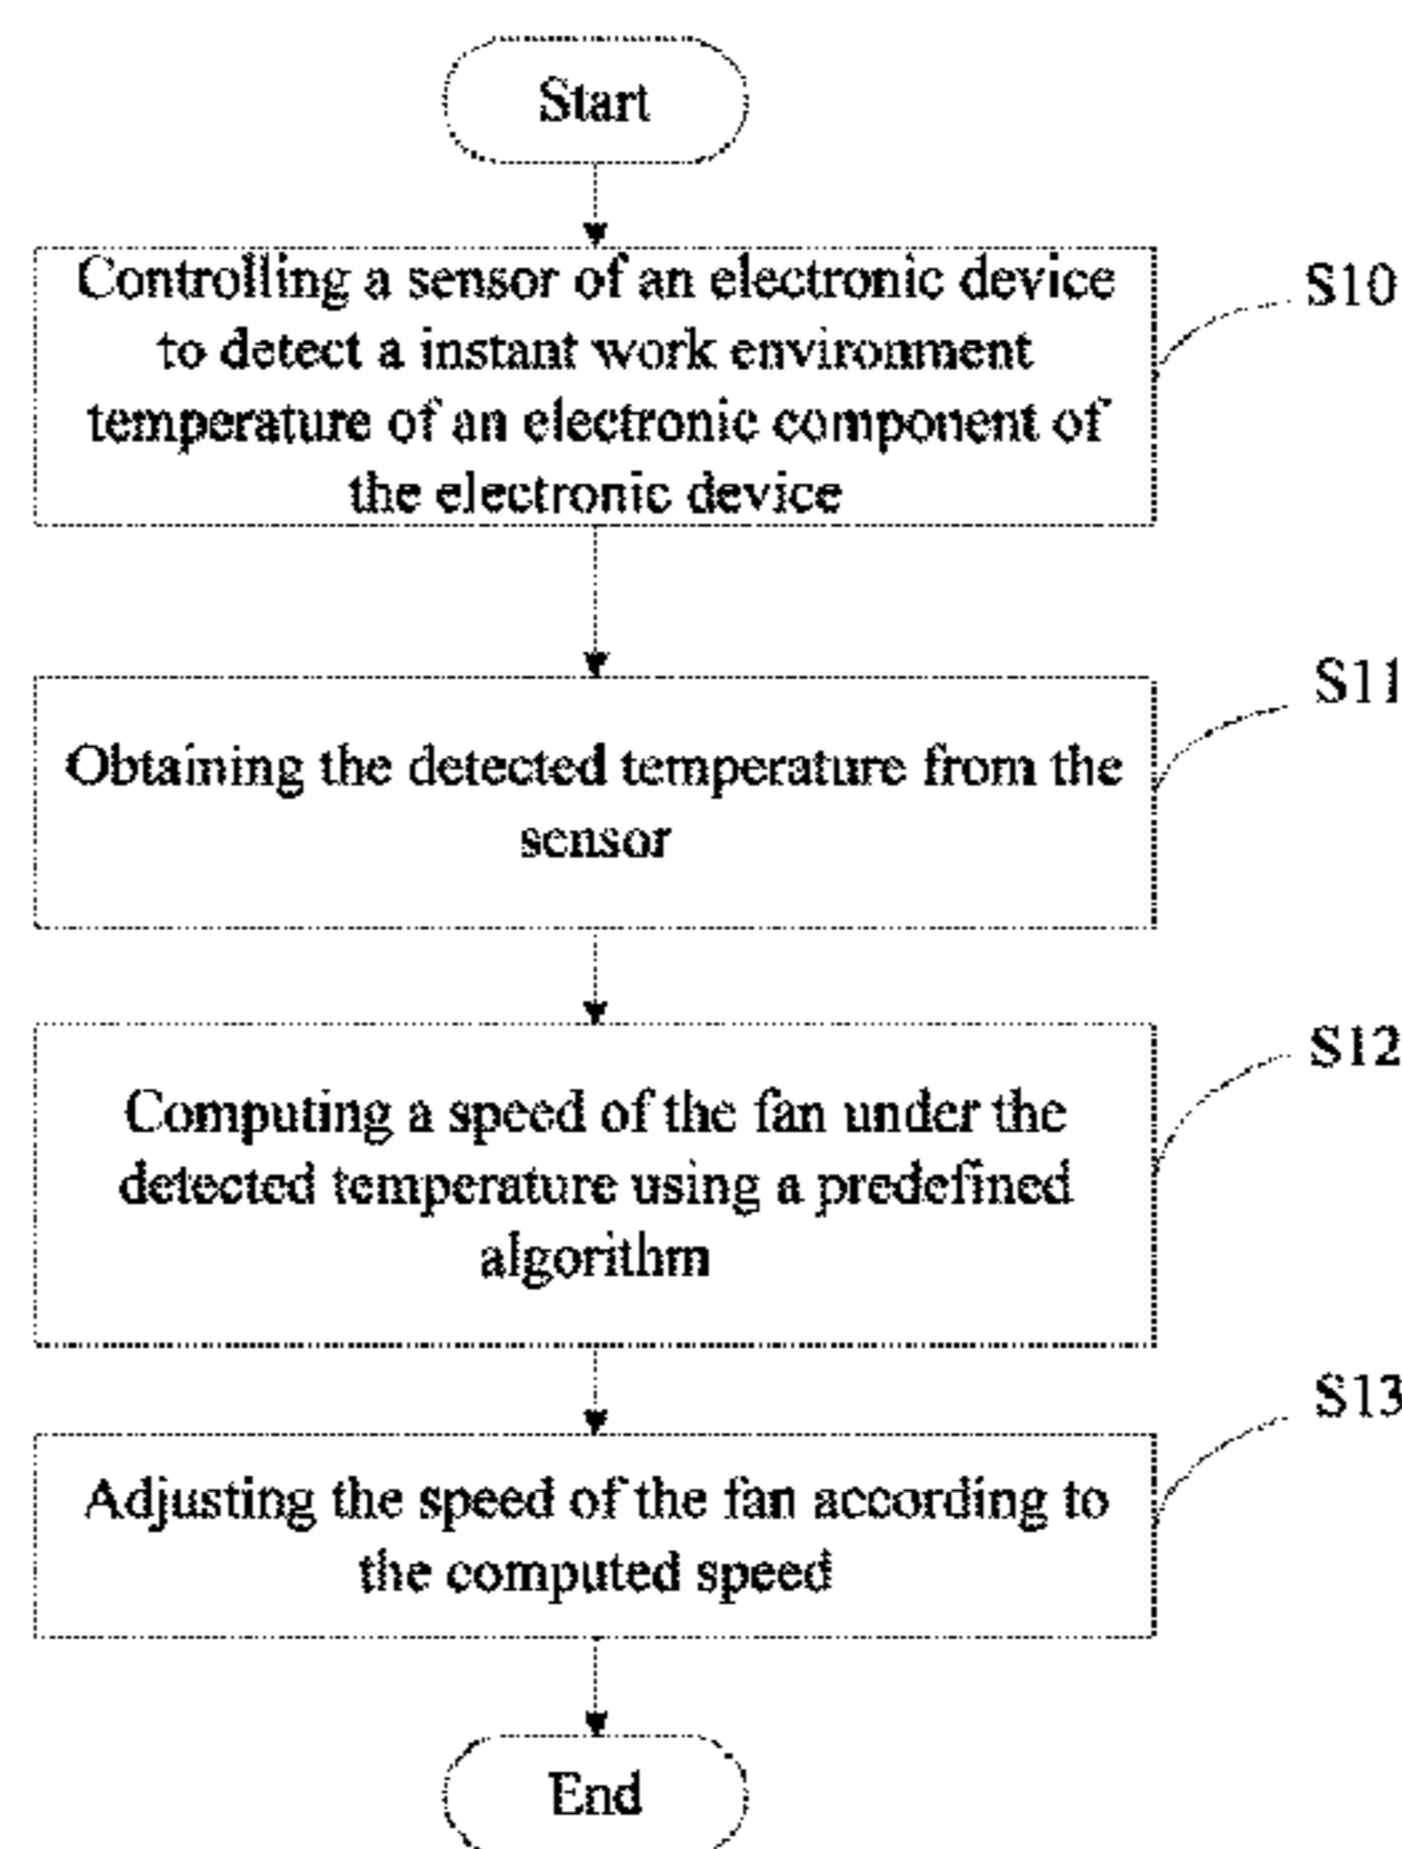 Start
Controlling a sensor of an electronic device
to detect a instant work environment
temperature of an electronic component of
the electronic device
S10
Obtaining the detected temperature from the
sensor
S11
Computing a speed of the fan under the
detected temperature using a predefined
algorithm
S12
Adjusting the speed of the fan according to
the computed speed
S13
End